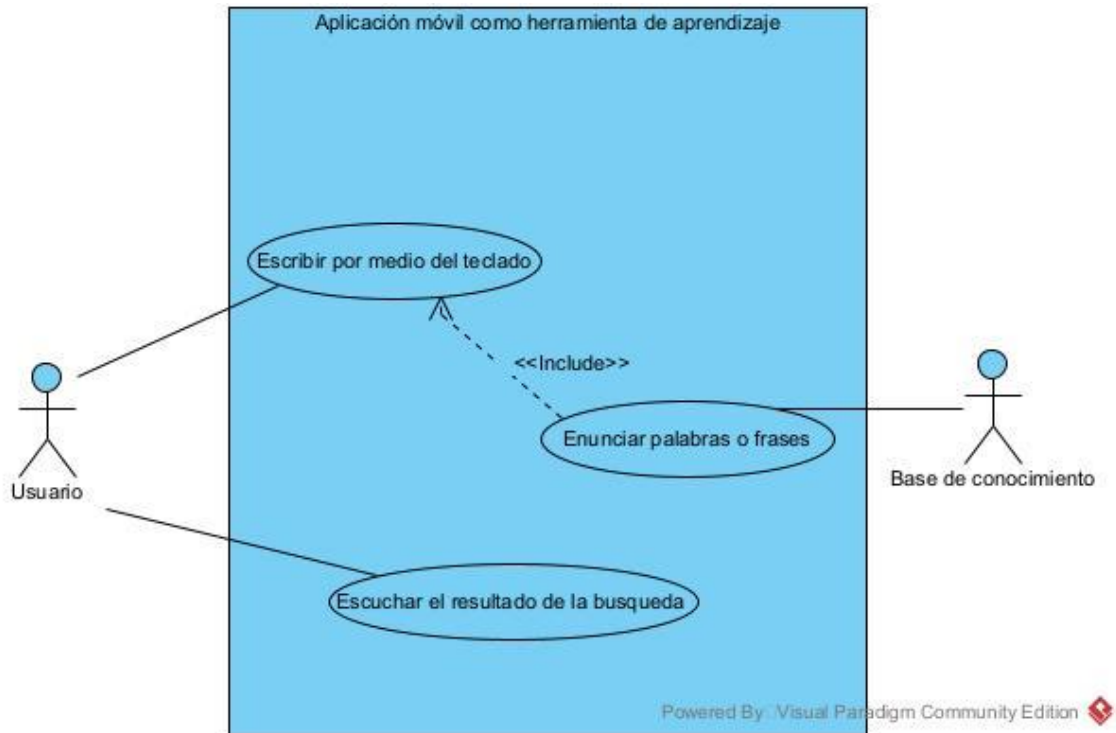 Aplicación móvil como herramienta de aprendizaje
Escribir por medio del teclado
<<Include>>
Enunciar palabras o frases
Usuario
Base de conocimiento
Escuchar el resultado de la busqueda
Powered By Visual Paradigm Community Edition